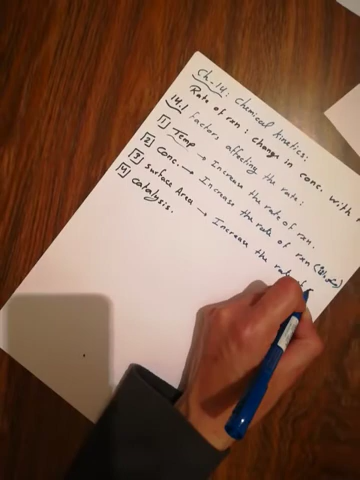 Ch.14: Chemical Kinetics:
Rate of rxn: change in conc. with
14.1 Factors affecting the rate:
1 Temp → Increase the rate of rxn.
2 Conc. → Increase the rate of rxn
3 Surface Area → Increase the rate of
4 Catalysis.